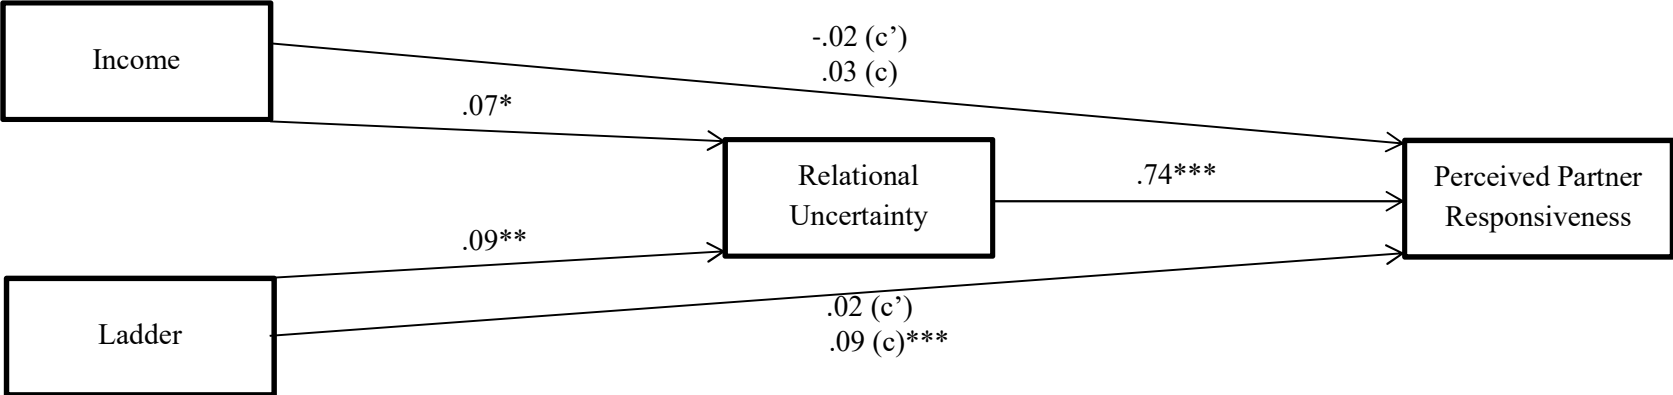 Income
-.02 (c’)
.03 (c)
.07*
Relational
Uncertainty
.74***
Perceived Partner
Responsiveness
.09**
Ladder
.02 (c’)
.09 (c)***